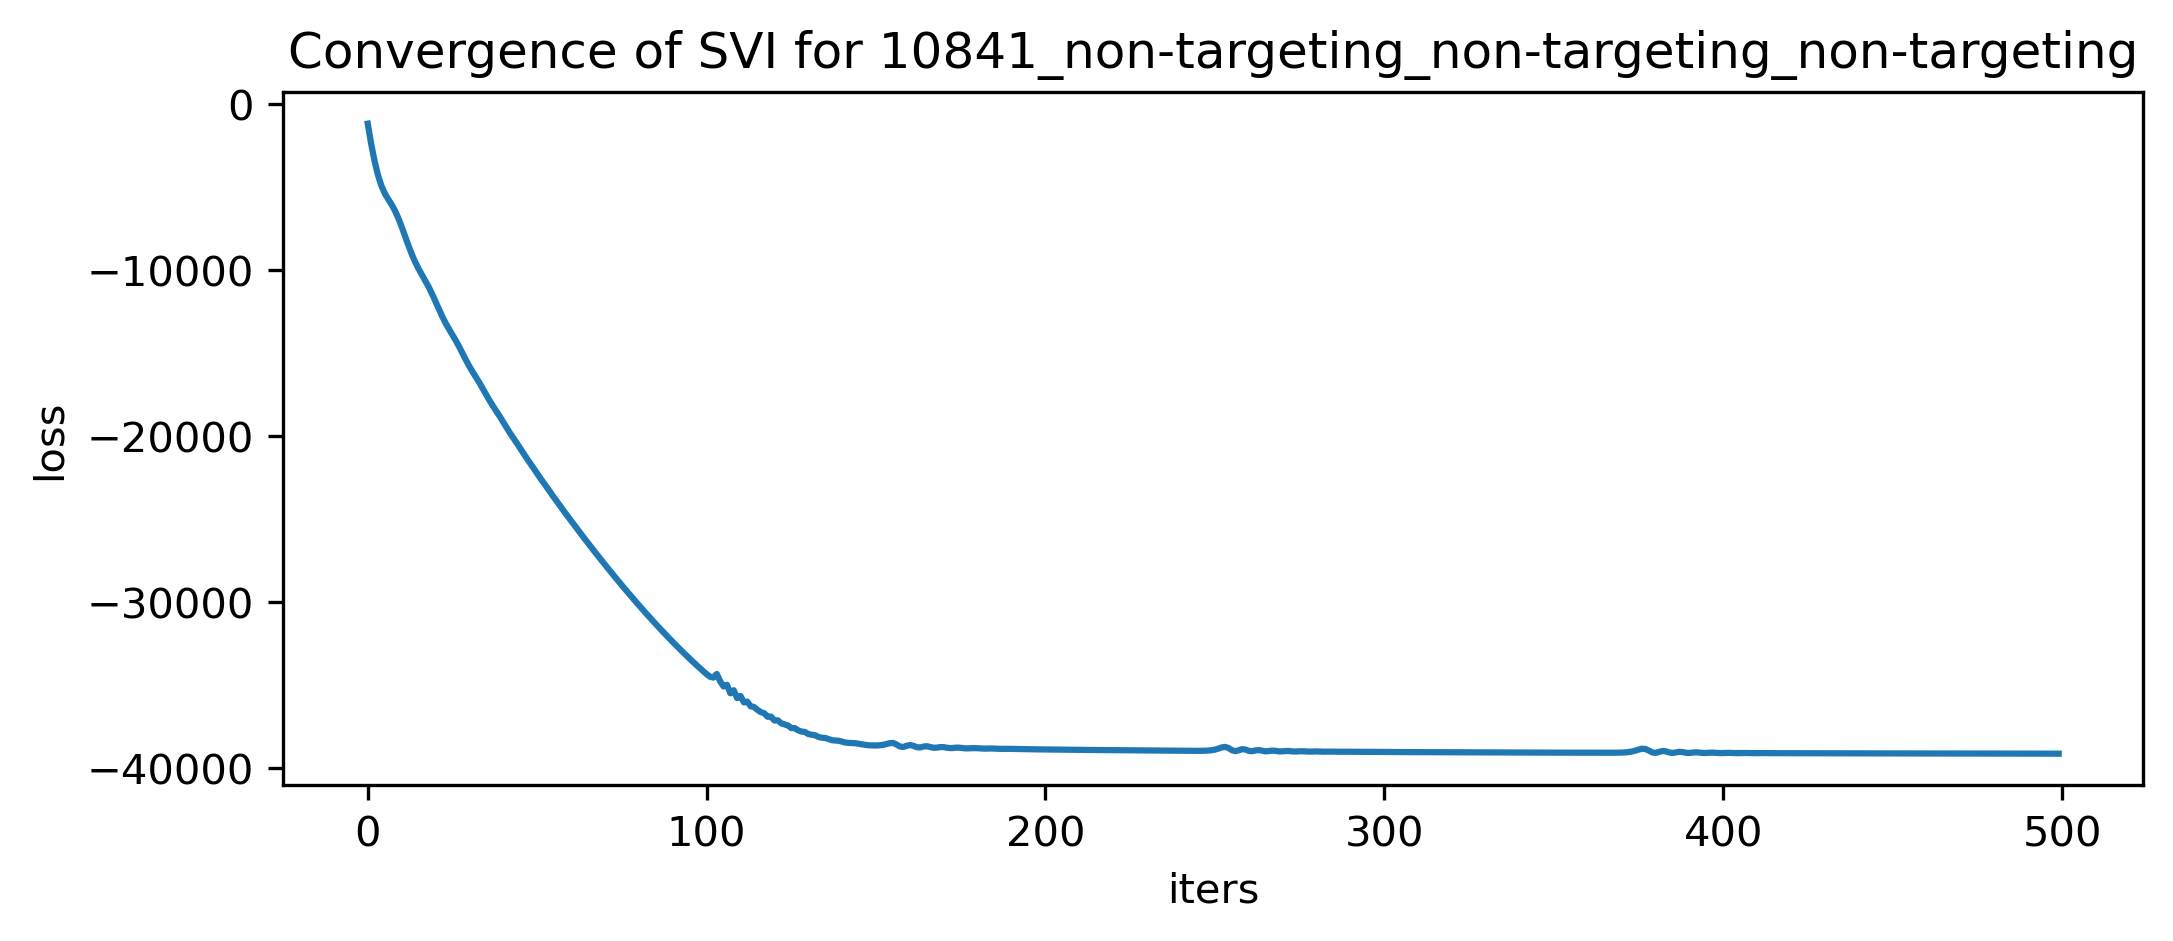 Convergence of SVI for 10841_non-targeting_non-targeting_non-targeting
0
−10000
−20000
−30000
−40000
loss
0 100 200 300 400 500
iters